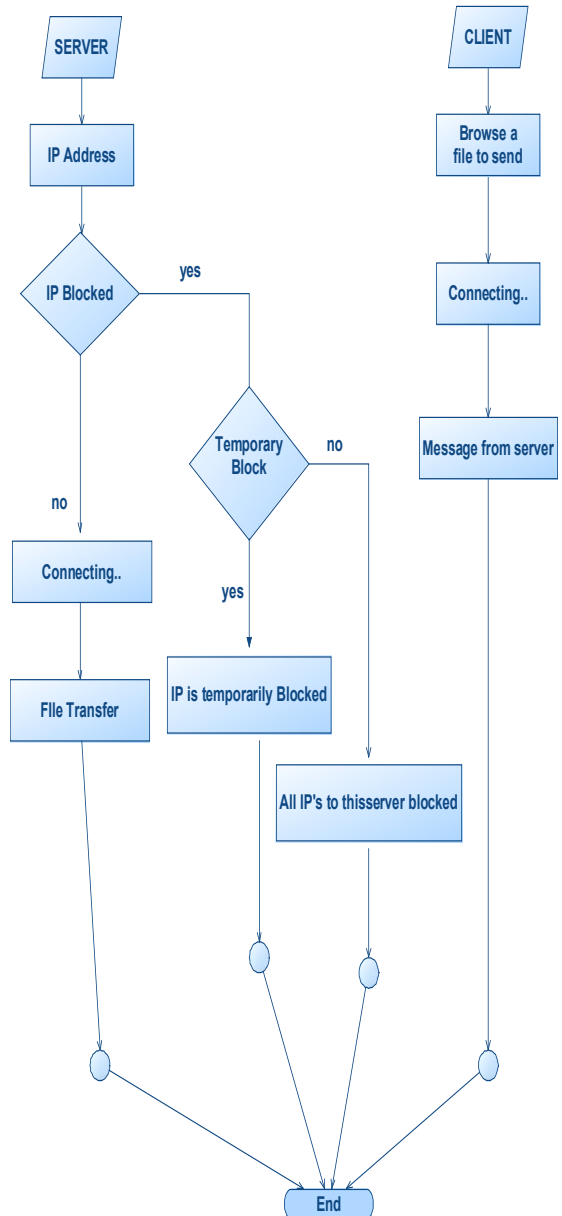 SERVER
CLIENT
IP Address
Browse a
file to send
IP Blocked
yes
Connecting..
Temporary
Block
no
Message from server
no
Connecting..
yes
FIle Transfer
IP is temporarily Blocked
All IP's to thisserver blocked
End